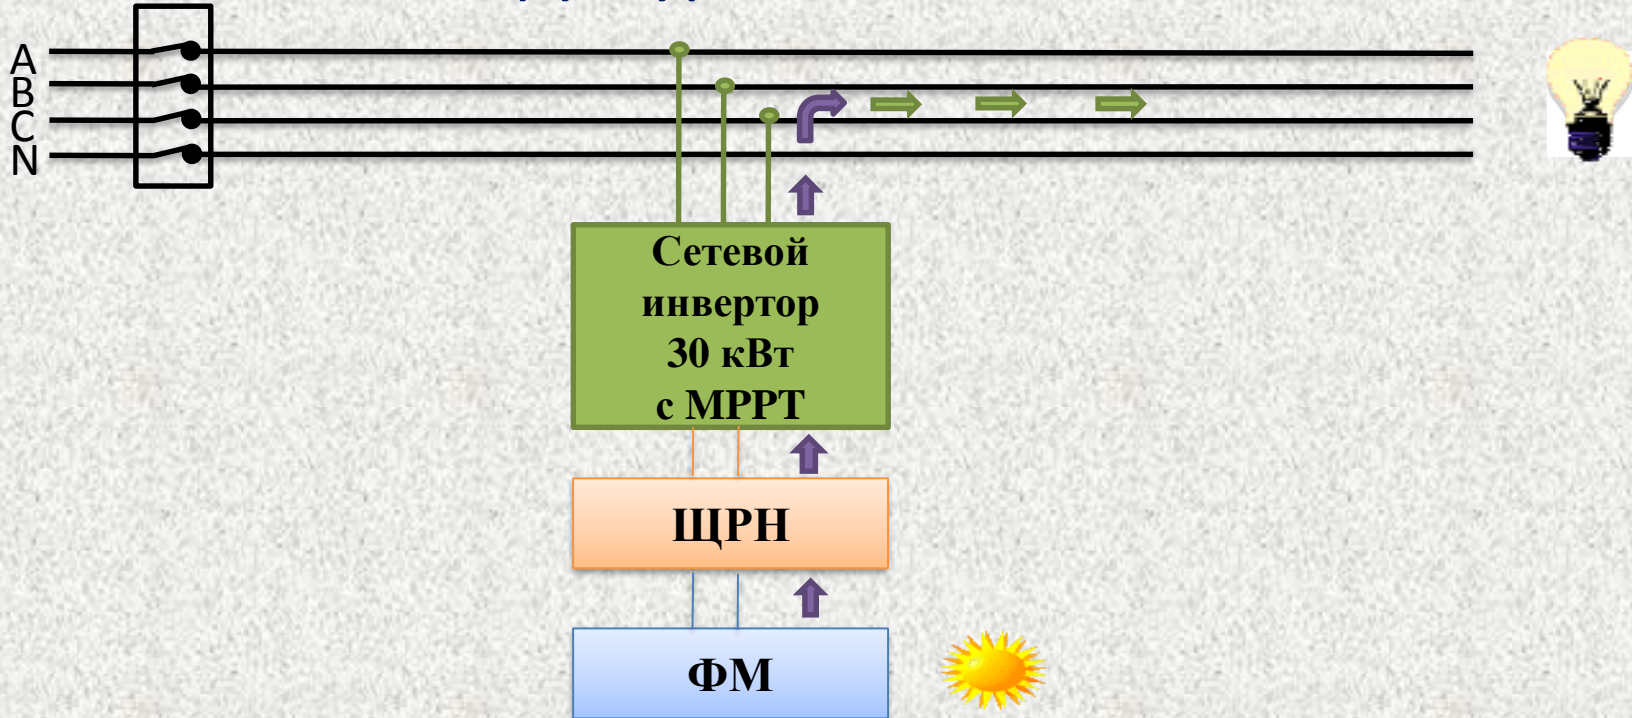 A
B
C
N
Сетевой
инвертор
30 кВт
с МРРТ
ЩРН
ФМ